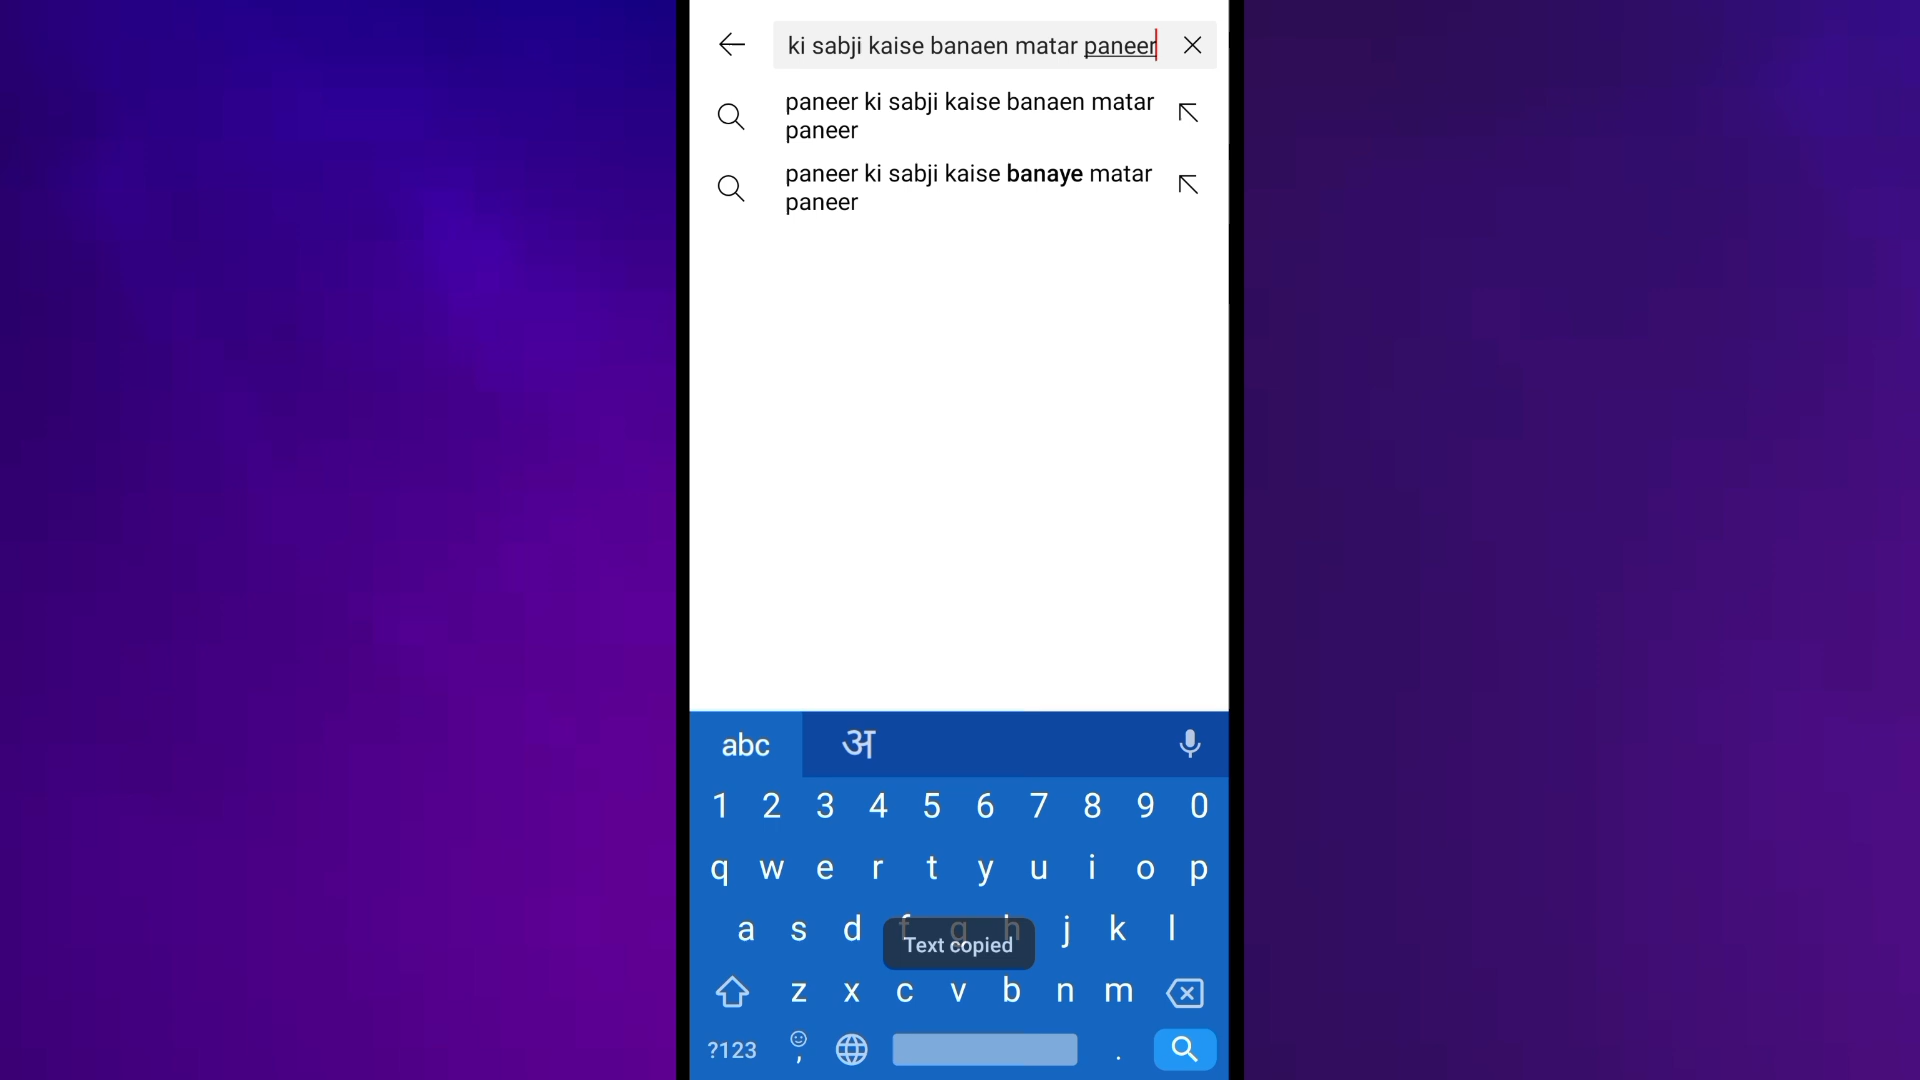 ki sabji kaise banaen matar paneer
paneer ki sabji kaise banaen matar
paneer
paneer ki sabji kaise banaye matar
paneer
abc अ
1 2 3 4 5 6 7 8 9 0
q w e r t y u i o p
a s d f g h j k l
Text copied
z x c v b n m
?123 , .